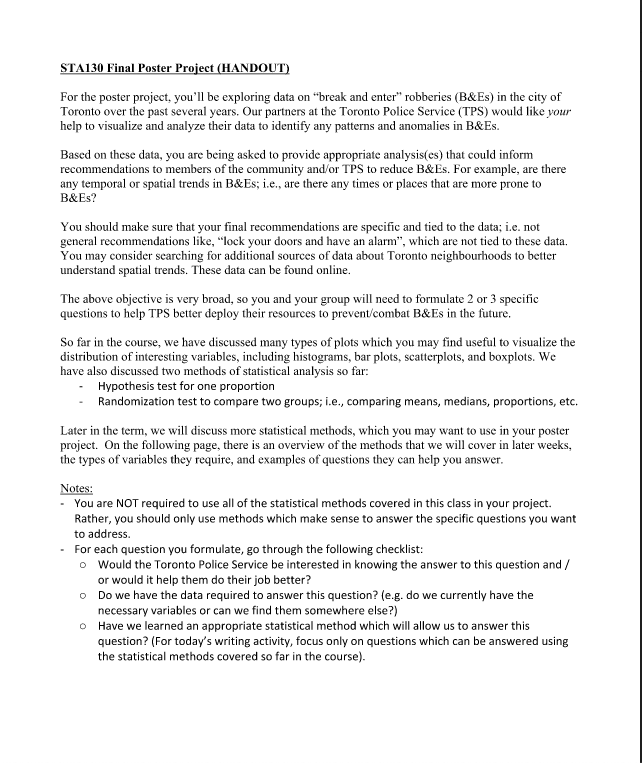 STA130 Final Poster Project (HANDOUT)
For the poster project, you'll be exploring data on “break and enter” robberies (B&Es) in the city of
Toronto over the past several years. Our partners at the Toronto Police Service (TPS) would like your
help to visualize and analyze their data to identify any patterns and anomalies in B&Es.
Based on these data, you are being asked to provide appropriate analysis(es) that could inform
recommendations to members of the community and/or TPS to reduce B&Es. For example, are there
any temporal or spatial trends in B&Es; i.e., are there any times or places that are more prone to
B&Es?
You should make sure that your final recommendations are specific and tied to the data; i.e. not
general recommendations like, “lock your doors and have an alarm”, which are not tied to these data.
You may consider searching for additional sources of data about Toronto neighbourhoods to better
understand spatial trends. These data can be found online.
The above objective is very broad, so you and your group will need to formulate 2 or 3 specific
questions to help TPS better deploy their resources to prevent/combat B&Es in the future.
So far in the course, we have discussed many types of plots which you may find useful to visualize the
distribution of interesting variables, including histograms, bar plots, scatterplots, and boxplots. We
have also discussed two methods of statistical analysis so far:
- Hypothesis test for one proportion
- Randomization test to compare two groups; i.e., comparing means, medians, proportions, etc.
Later in the term, we will discuss more statistical methods, which you may want to use in your poster
project. On the following page, there is an overview of the methods that we will cover in later weeks,
the types of variables they require, and examples of questions they can help you answer.
Notes:
- You are NOT required to use all of the statistical methods covered in this class in your project.
Rather, you should only use methods which make sense to answer the specific questions you want
to address.
- For each question you formulate, go through the following checklist:
o Would the Toronto Police Service be interested in knowing the answer to this question and /
or would it help them do their job better?
o Do we have the data required to answer this question? (e.g. do we currently have the
necessary variables or can we find them somewhere else?)
o Have we learned an appropriate statistical method which will allow us to answer this
question? (For today's writing activity, focus only on questions which can be answered using
the statistical methods covered so far in the course).